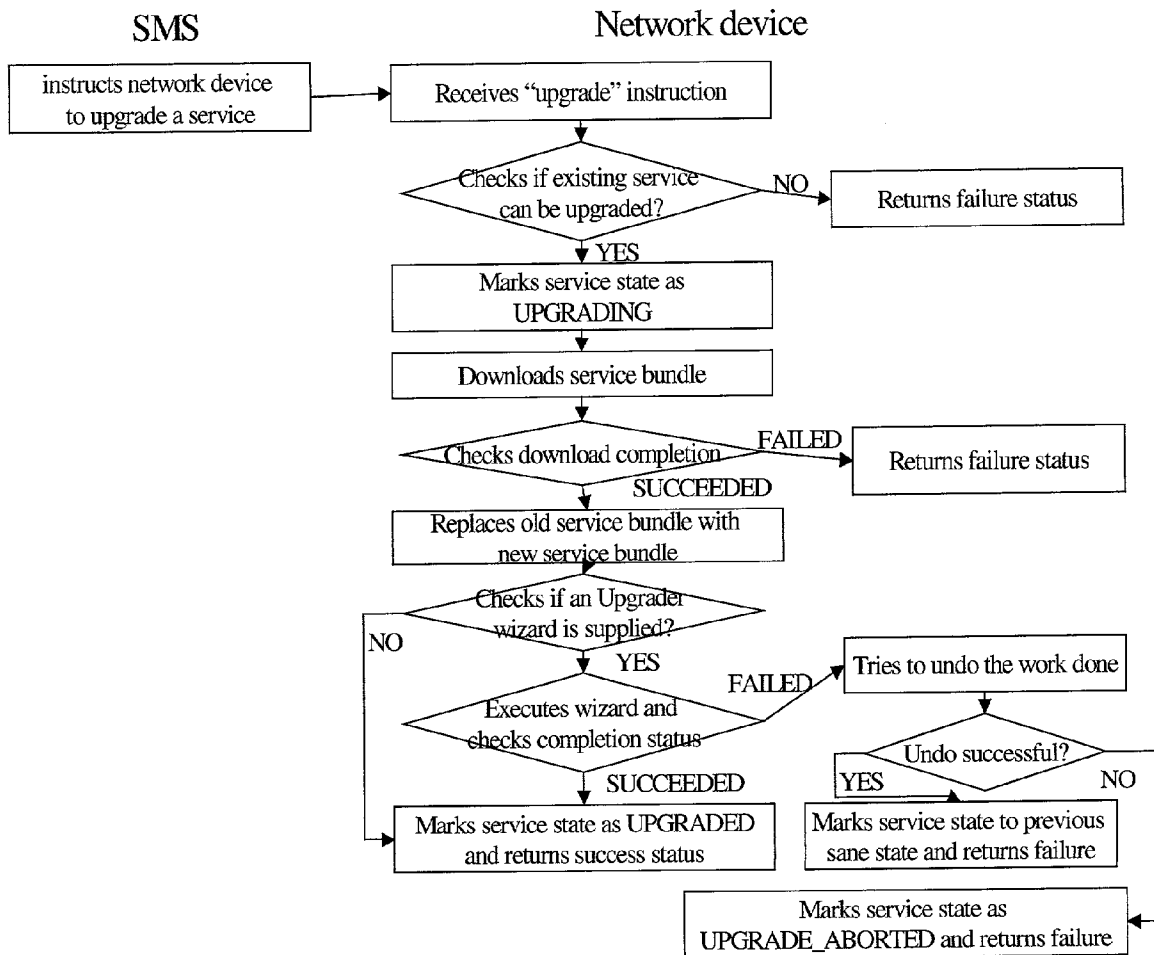 SMS
Network device
instructs network device
to upgrade a service
Receives “upgrade” instruction
Checks if existing service
can be upgraded?
NO
Returns failure status
YES
Marks service state as
UPGRADING
Downloads service bundle
Checks download completion
FAILED
Returns failure status
SUCCEEDED
Replaces old service bundle with
new service bundle
Checks if an Upgrader
wizard is supplied?
NO
YES
FAILED
Tries to undo the work done
Executes wizard and
checks completion status
Undo successful?
YES
NO
SUCCEEDED
Marks service state as UPGRADED
and returns success status
Marks service state to previous
sane state and returns failure
Marks service state as
UPGRADE_ABORTED and returns failure